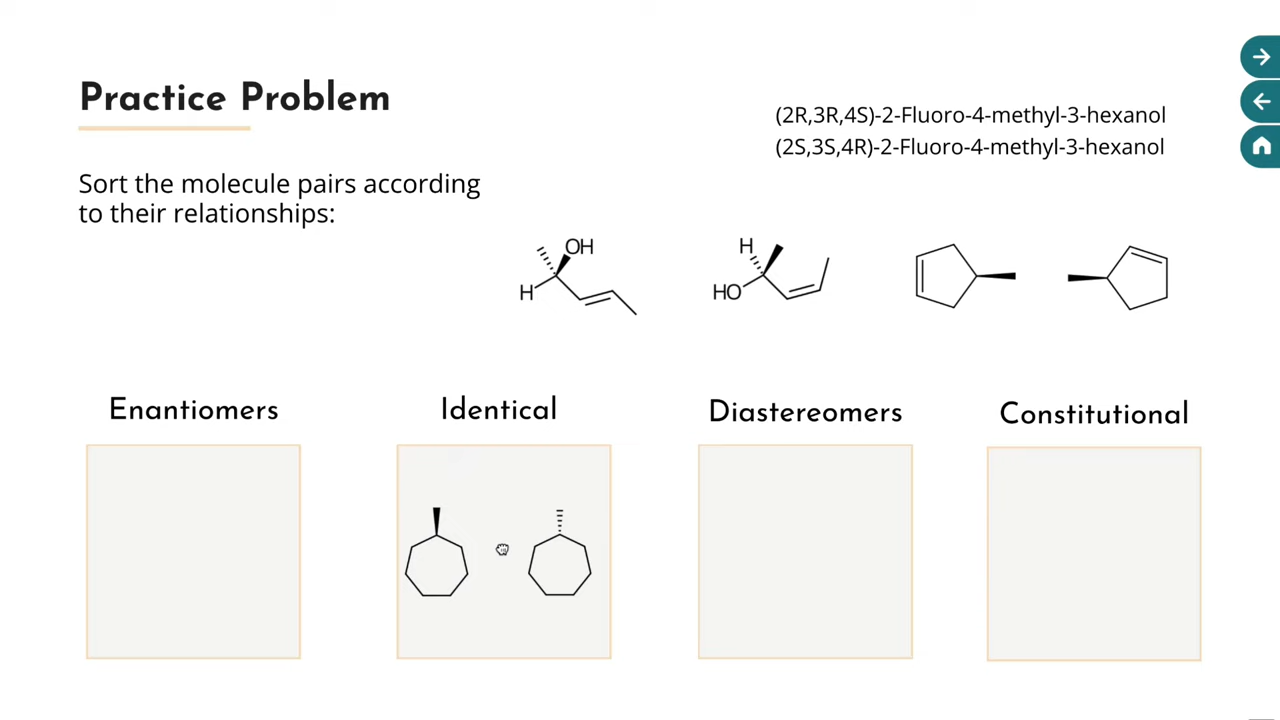 Practice Problem
(2R,3R,4S)-2-Fluoro-4-methyl-3-hexanol
(2S,3S,4R)-2-Fluoro-4-methyl-3-hexanol
Sort the molecule pairs according
to their relationships:
OH
H
H
HO
Enantiomers
Identical
Diastereomers
Constitutional